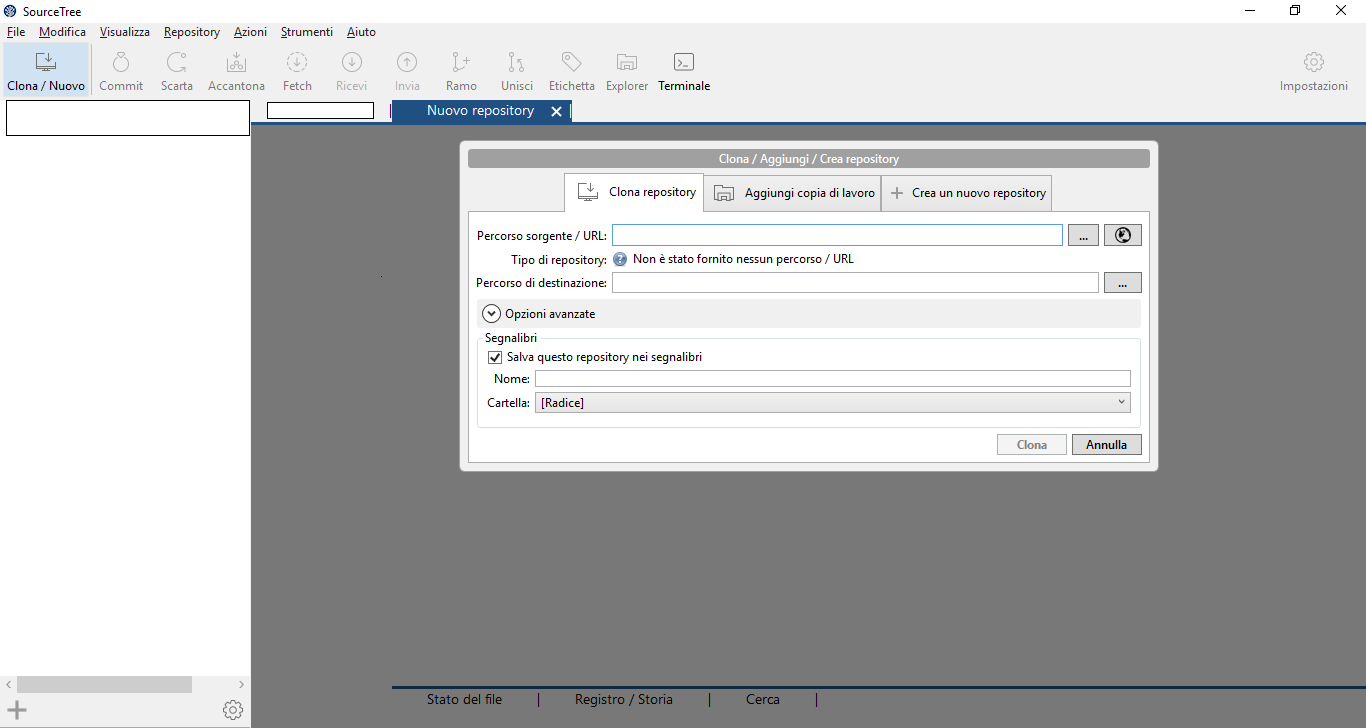 SourceTree
File Modifica Visualizza Repository Azioni Strumenti Aiuto
Clona / Nuovo Commit Scarta Accantona Fetch Ricevi Invia Ramo Unisci Etichetta Explorer Terminale Impostazioni
Nuovo repository
Clona / Aggiungi / Crea repository
Clona repository Aggiungi copia di lavoro Crea un nuovo repository
Percorso sorgente / URL: ...
Tipo di repository: Non è stato fornito nessun percorso / URL
Percorso di destinazione: ...
Opzioni avanzate
Segnalibri
Salva questo repository nei segnalibri
Nome:
Cartella: [Radice]
Clona Annulla
Stato del file | Registro / Storia | Cerca |